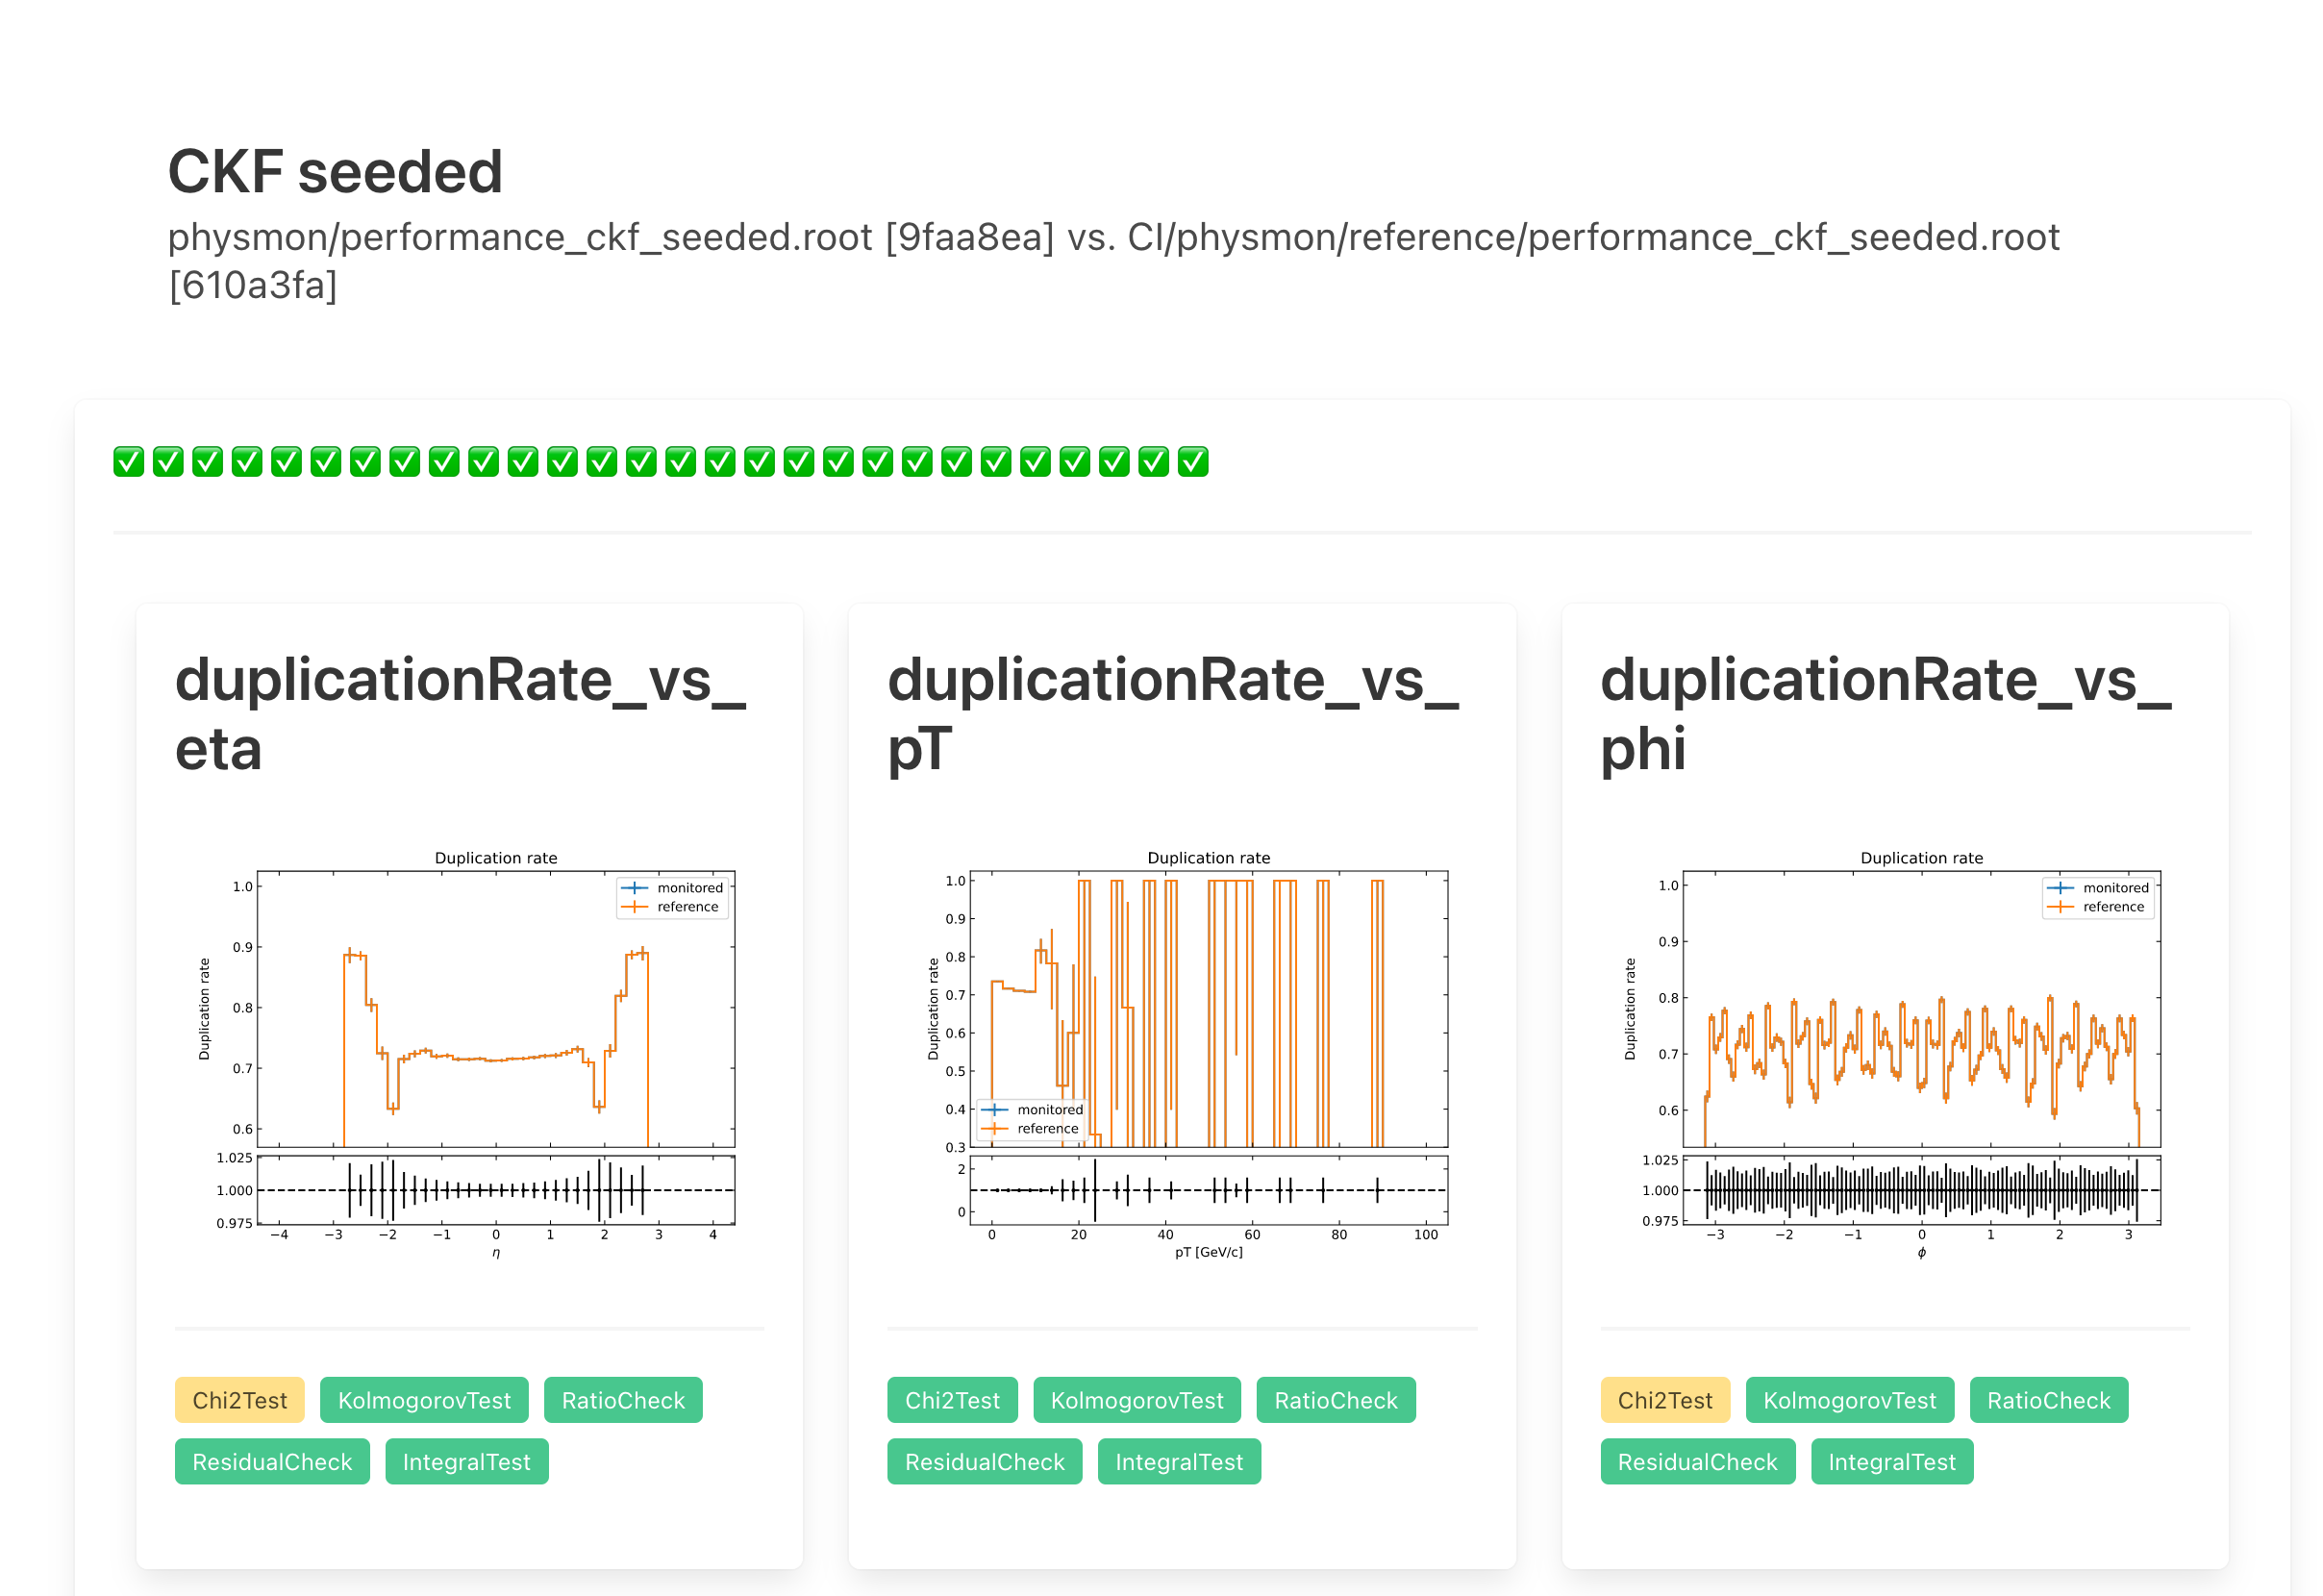 CKF seeded
physmon/performance_ckf_seeded.root [9faa8ea] vs. CI/physmon/reference/performance_ckf_seeded.root
[610a3fa]
duplicationRate_vs_
eta
Duplication rate
monitored
reference
Duplication rate
1.0
0.9
0.8
0.7
0.6
1.025
1.000
0.975
−4 −3 −2 −1 0 1 2 3 4
η
Chi2Test KolmogorovTest RatioCheck
ResidualCheck IntegralTest
duplicationRate_vs_
pT
Duplication rate
Duplication rate
1.0
0.9
0.8
0.7
0.6
0.5
0.4
0.3
monitored
reference
2
0
0 20 40 60 80 100
pT [GeV/c]
Chi2Test KolmogorovTest RatioCheck
ResidualCheck IntegralTest
duplicationRate_vs_
phi
Duplication rate
monitored
reference
Duplication rate
1.0
0.9
0.8
0.7
0.6
1.025
1.000
0.975
−3 −2 −1 0 1 2 3
ϕ
Chi2Test KolmogorovTest RatioCheck
ResidualCheck IntegralTest